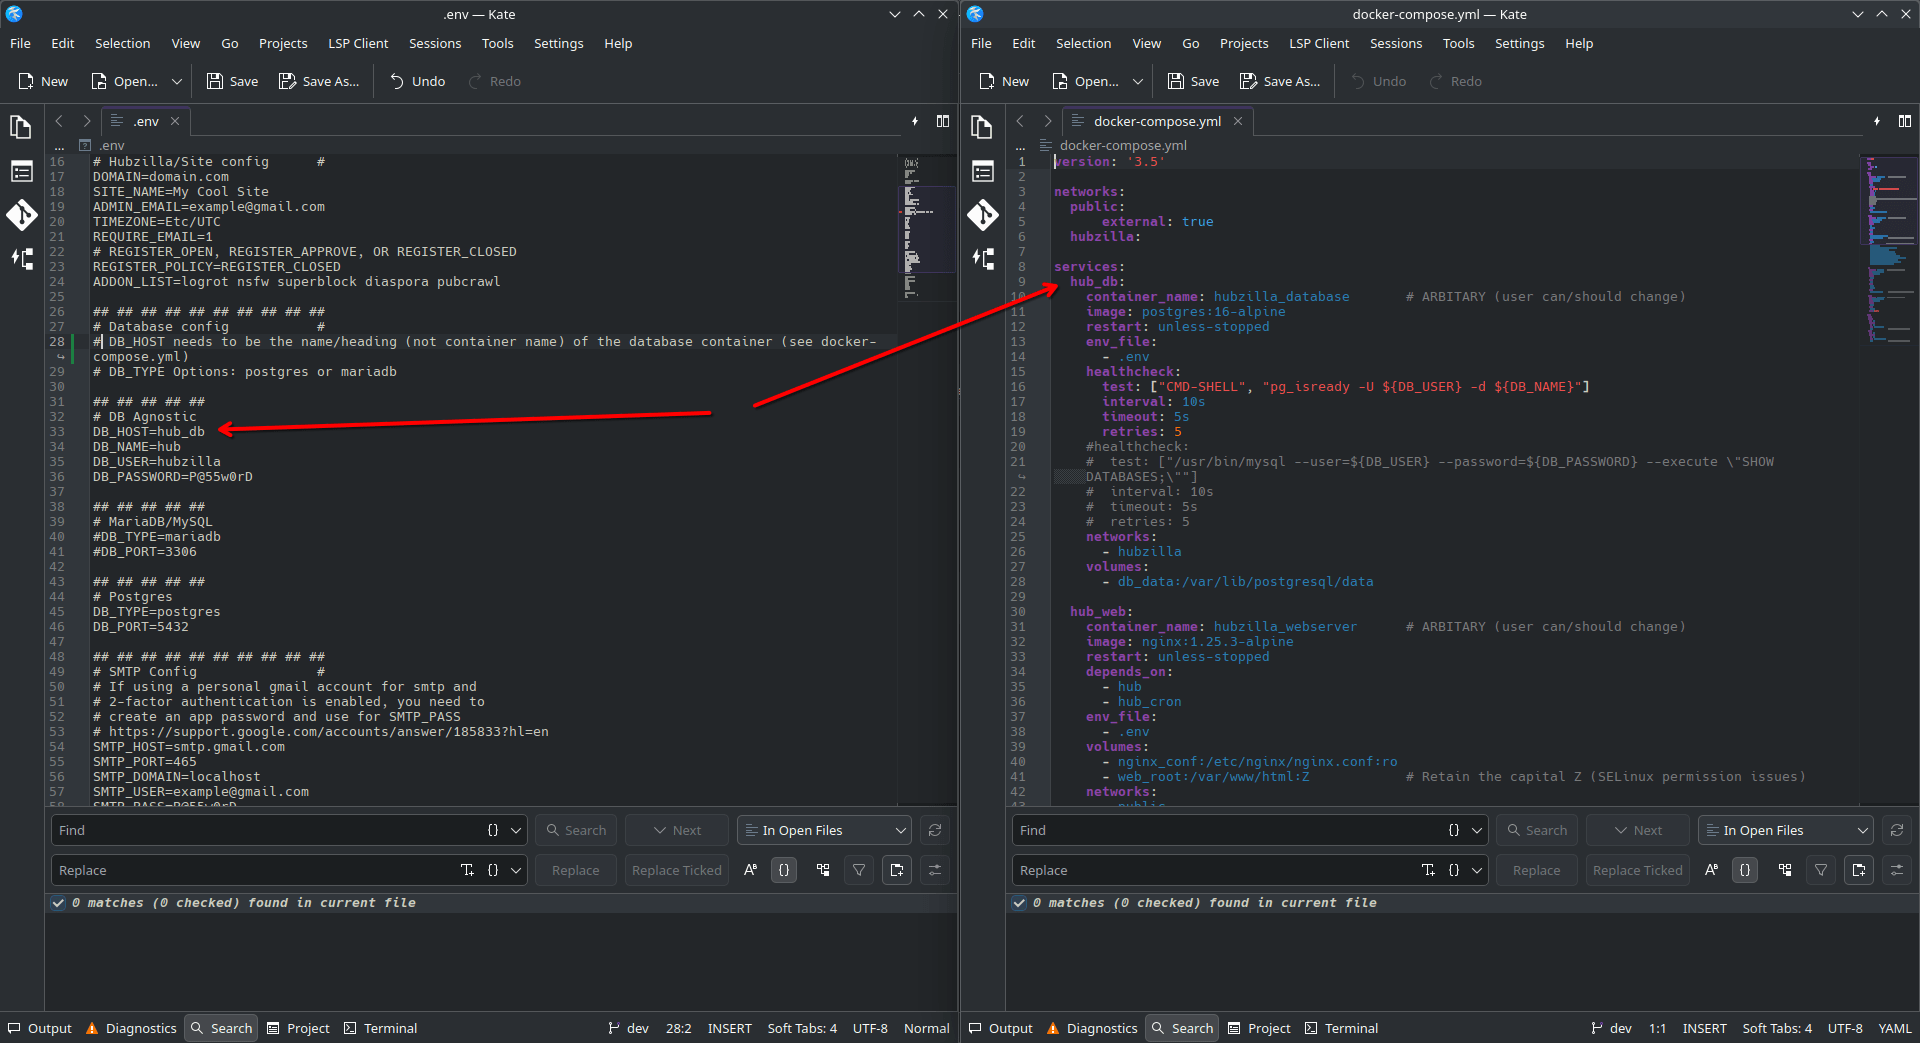 .env — Kate
File Edit Selection View Go Projects LSP Client Sessions Tools Settings Help
New Open... Save Save As... Undo Redo
.env
... .env
16 # Hubzilla/Site config      #
17 DOMAIN=domain.com
18 SITE_NAME=My Cool Site
19 ADMIN_EMAIL=example@gmail.com
20 TIMEZONE=Etc/UTC
21 REQUIRE_EMAIL=1
22 # REGISTER_OPEN, REGISTER_APPROVE, OR REGISTER_CLOSED
23 REGISTER_POLICY=REGISTER_CLOSED
24 ADDON_LIST=logrot nsfw superblock diaspora pubcrawl
25
26 ## ## ## ## ## ## ## ## ## ##
27 # Database config           #
28 # DB_HOST needs to be the name/heading (not container name) of the database container (see docker-
compose.yml)
29 # DB_TYPE Options: postgres or mariadb
30
31 ## ## ## ## ##
32 # DB Agnostic
33 DB_HOST=hub_db
34 DB_NAME=hub
35 DB_USER=hubzilla
36 DB_PASSWORD=P@55w0rD
37
38 ## ## ## ## ##
39 # MariaDB/MySQL
40 #DB_TYPE=mariadb
41 #DB_PORT=3306
42
43 ## ## ## ## ##
44 # Postgres
45 DB_TYPE=postgres
46 DB_PORT=5432
47
48 ## ## ## ## ## ## ## ## ## ##
49 # SMTP Config               #
50 # If using a personal gmail account for smtp and
51 # 2-factor authentication is enabled, you need to
52 # create an app password and use for SMTP_PASS
53 # https://support.google.com/accounts/answer/185833?hl=en
54 SMTP_HOST=smtp.gmail.com
55 SMTP_PORT=465
56 SMTP_DOMAIN=localhost
57 SMTP_USER=example@gmail.com
58 SMTP_PASS=P@55w0rD
Find {} Search Next In Open Files
Replace {} Replace Replace Ticked {}
0 matches (0 checked) found in current file
Output Diagnostics Search Project Terminal dev 28:2 INSERT Soft Tabs: 4 UTF-8 Normal
docker-compose.yml — Kate
File Edit Selection View Go Projects LSP Client Sessions Tools Settings Help
New Open... Save Save As... Undo Redo
docker-compose.yml
... docker-compose.yml
1 version: '3.5'
2
3 networks:
4   public:
5       external: true
6   hubzilla:
7
8 services:
9   hub_db:
10     container_name: hubzilla_database       # ARBITARY (user can/should change)
11     image: postgres:16-alpine
12     restart: unless-stopped
13     env_file:
14       - .env
15     healthcheck:
16       test: ["CMD-SHELL", "pg_isready -U ${DB_USER} -d ${DB_NAME}"]
17       interval: 10s
18       timeout: 5s
19       retries: 5
20     #healthcheck:
21     #  test: ["/usr/bin/mysql --user=${DB_USER} --password=${DB_PASSWORD} --execute \"SHOW
DATABASES;\""]
22     #  interval: 10s
23     #  timeout: 5s
24     #  retries: 5
25     networks:
26       - hubzilla
27     volumes:
28       - db_data:/var/lib/postgresql/data
29
30   hub_web:
31     container_name: hubzilla_webserver      # ARBITARY (user can/should change)
32     image: nginx:1.25.3-alpine
33     restart: unless-stopped
34     depends_on:
35       - hub
36       - hub_cron
37     env_file:
38       - .env
39     volumes:
40       - nginx_conf:/etc/nginx/nginx.conf:ro
41       - web_root:/var/www/html:Z            # Retain the capital Z (SELinux permission issues)
42     networks:
43       - public
Find {} Search Next In Open Files
Replace {} Replace Replace Ticked {}
0 matches (0 checked) found in current file
Output Diagnostics Search Project Terminal dev 1:1 INSERT Soft Tabs: 4 UTF-8 YAML